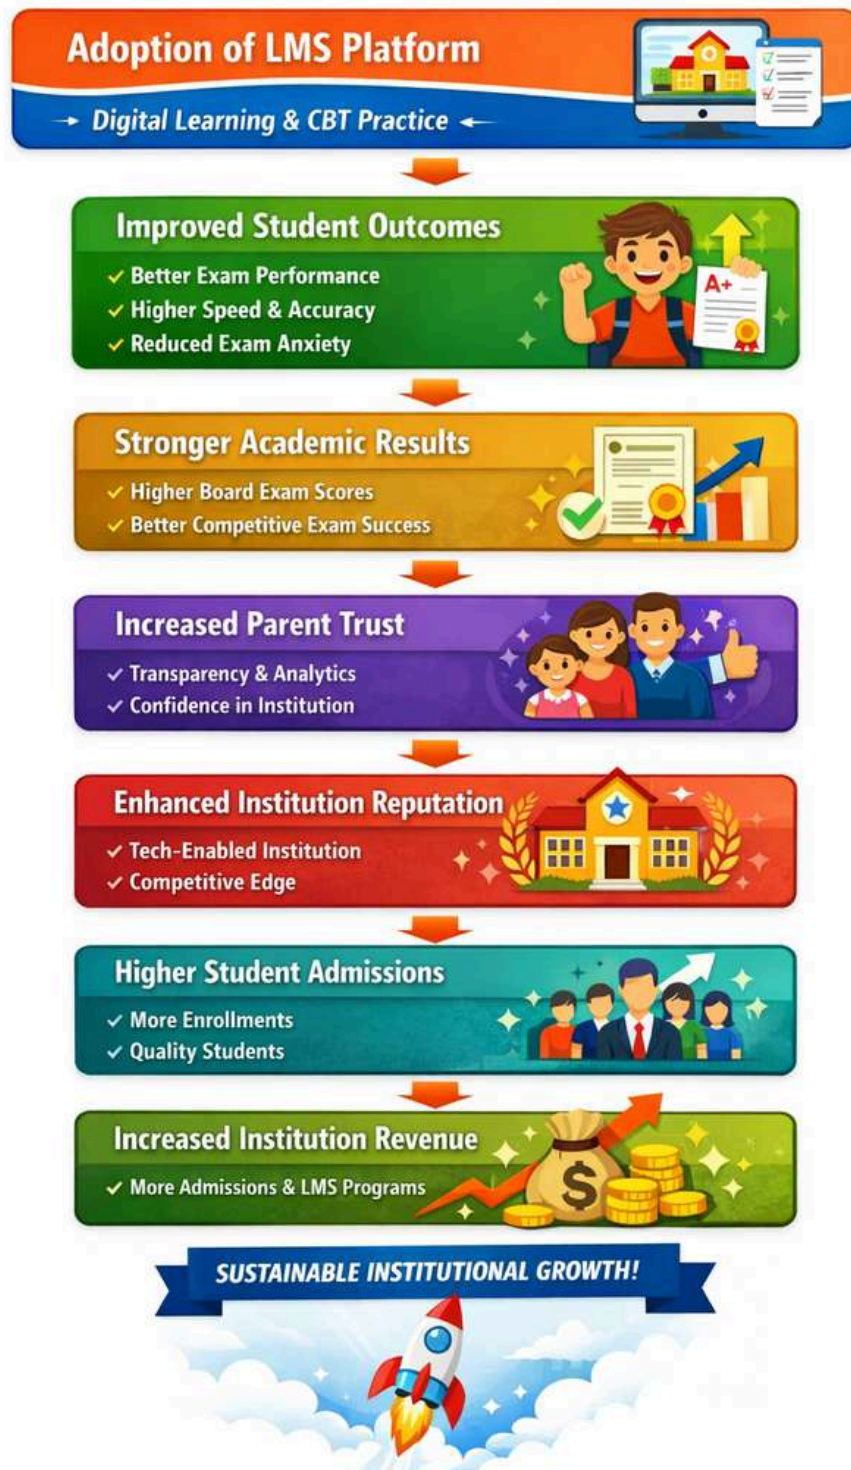 Adoption of LMS Platform
Digital Learning & CBT Practice
Improved Student Outcomes
Better Exam Performance
Higher Speed & Accuracy
Reduced Exam Anxiety
A+
Stronger Academic Results
Higher Board Exam Scores
Better Competitive Exam Success
Increased Parent Trust
Transparency & Analytics
Confidence in Institution
Enhanced Institution Reputation
Tech-Enabled Institution
Competitive Edge
Higher Student Admissions
More Enrollments
Quality Students
Increased Institution Revenue
More Admissions & LMS Programs
$
SUSTAINABLE INSTITUTIONAL GROWTH!